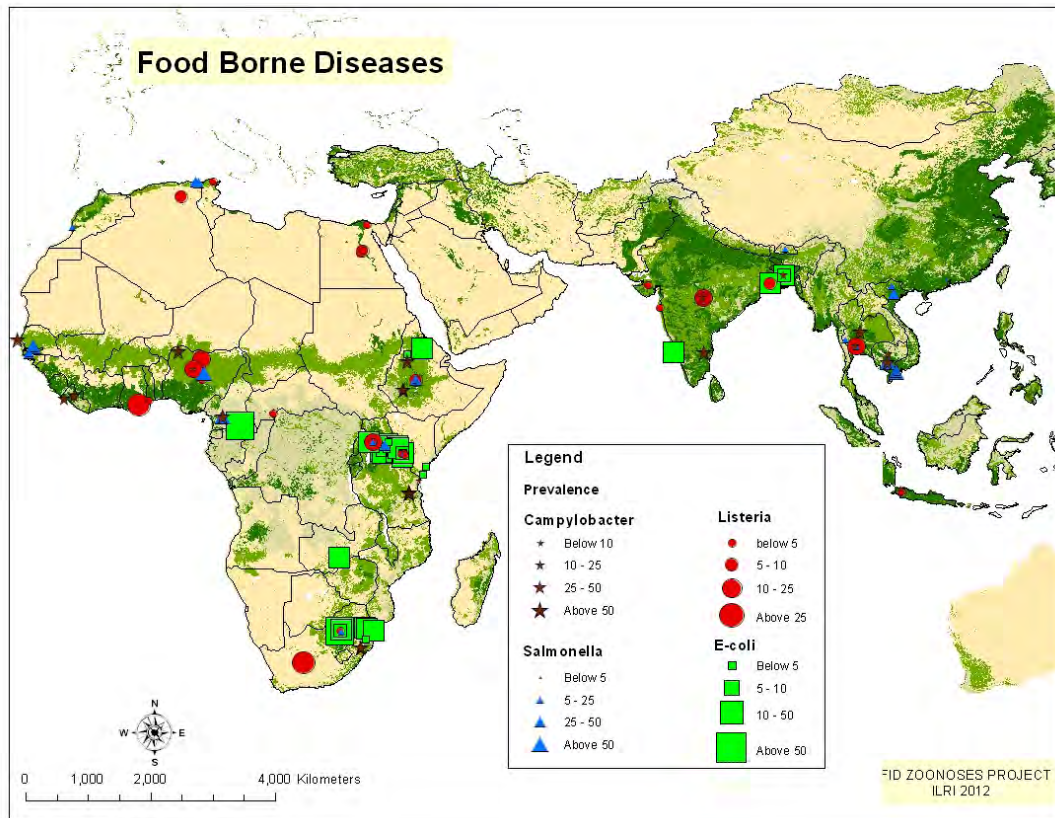 Food Borne Diseases
Legend
Prevalence
Campylobacter
Below 10
10 - 25
25 - 50
Above 50
Salmonella
Below 5
5 - 25
25 - 50
Above 50
Listeria
below 5
5 - 10
10 - 25
Above 25
E-coli
Below 5
5 - 10
10 - 50
Above 50
N
W E
S
0 1,000 2,000 4,000 Kilometers
FID ZOONOSES PROJECT
ILRI 2012